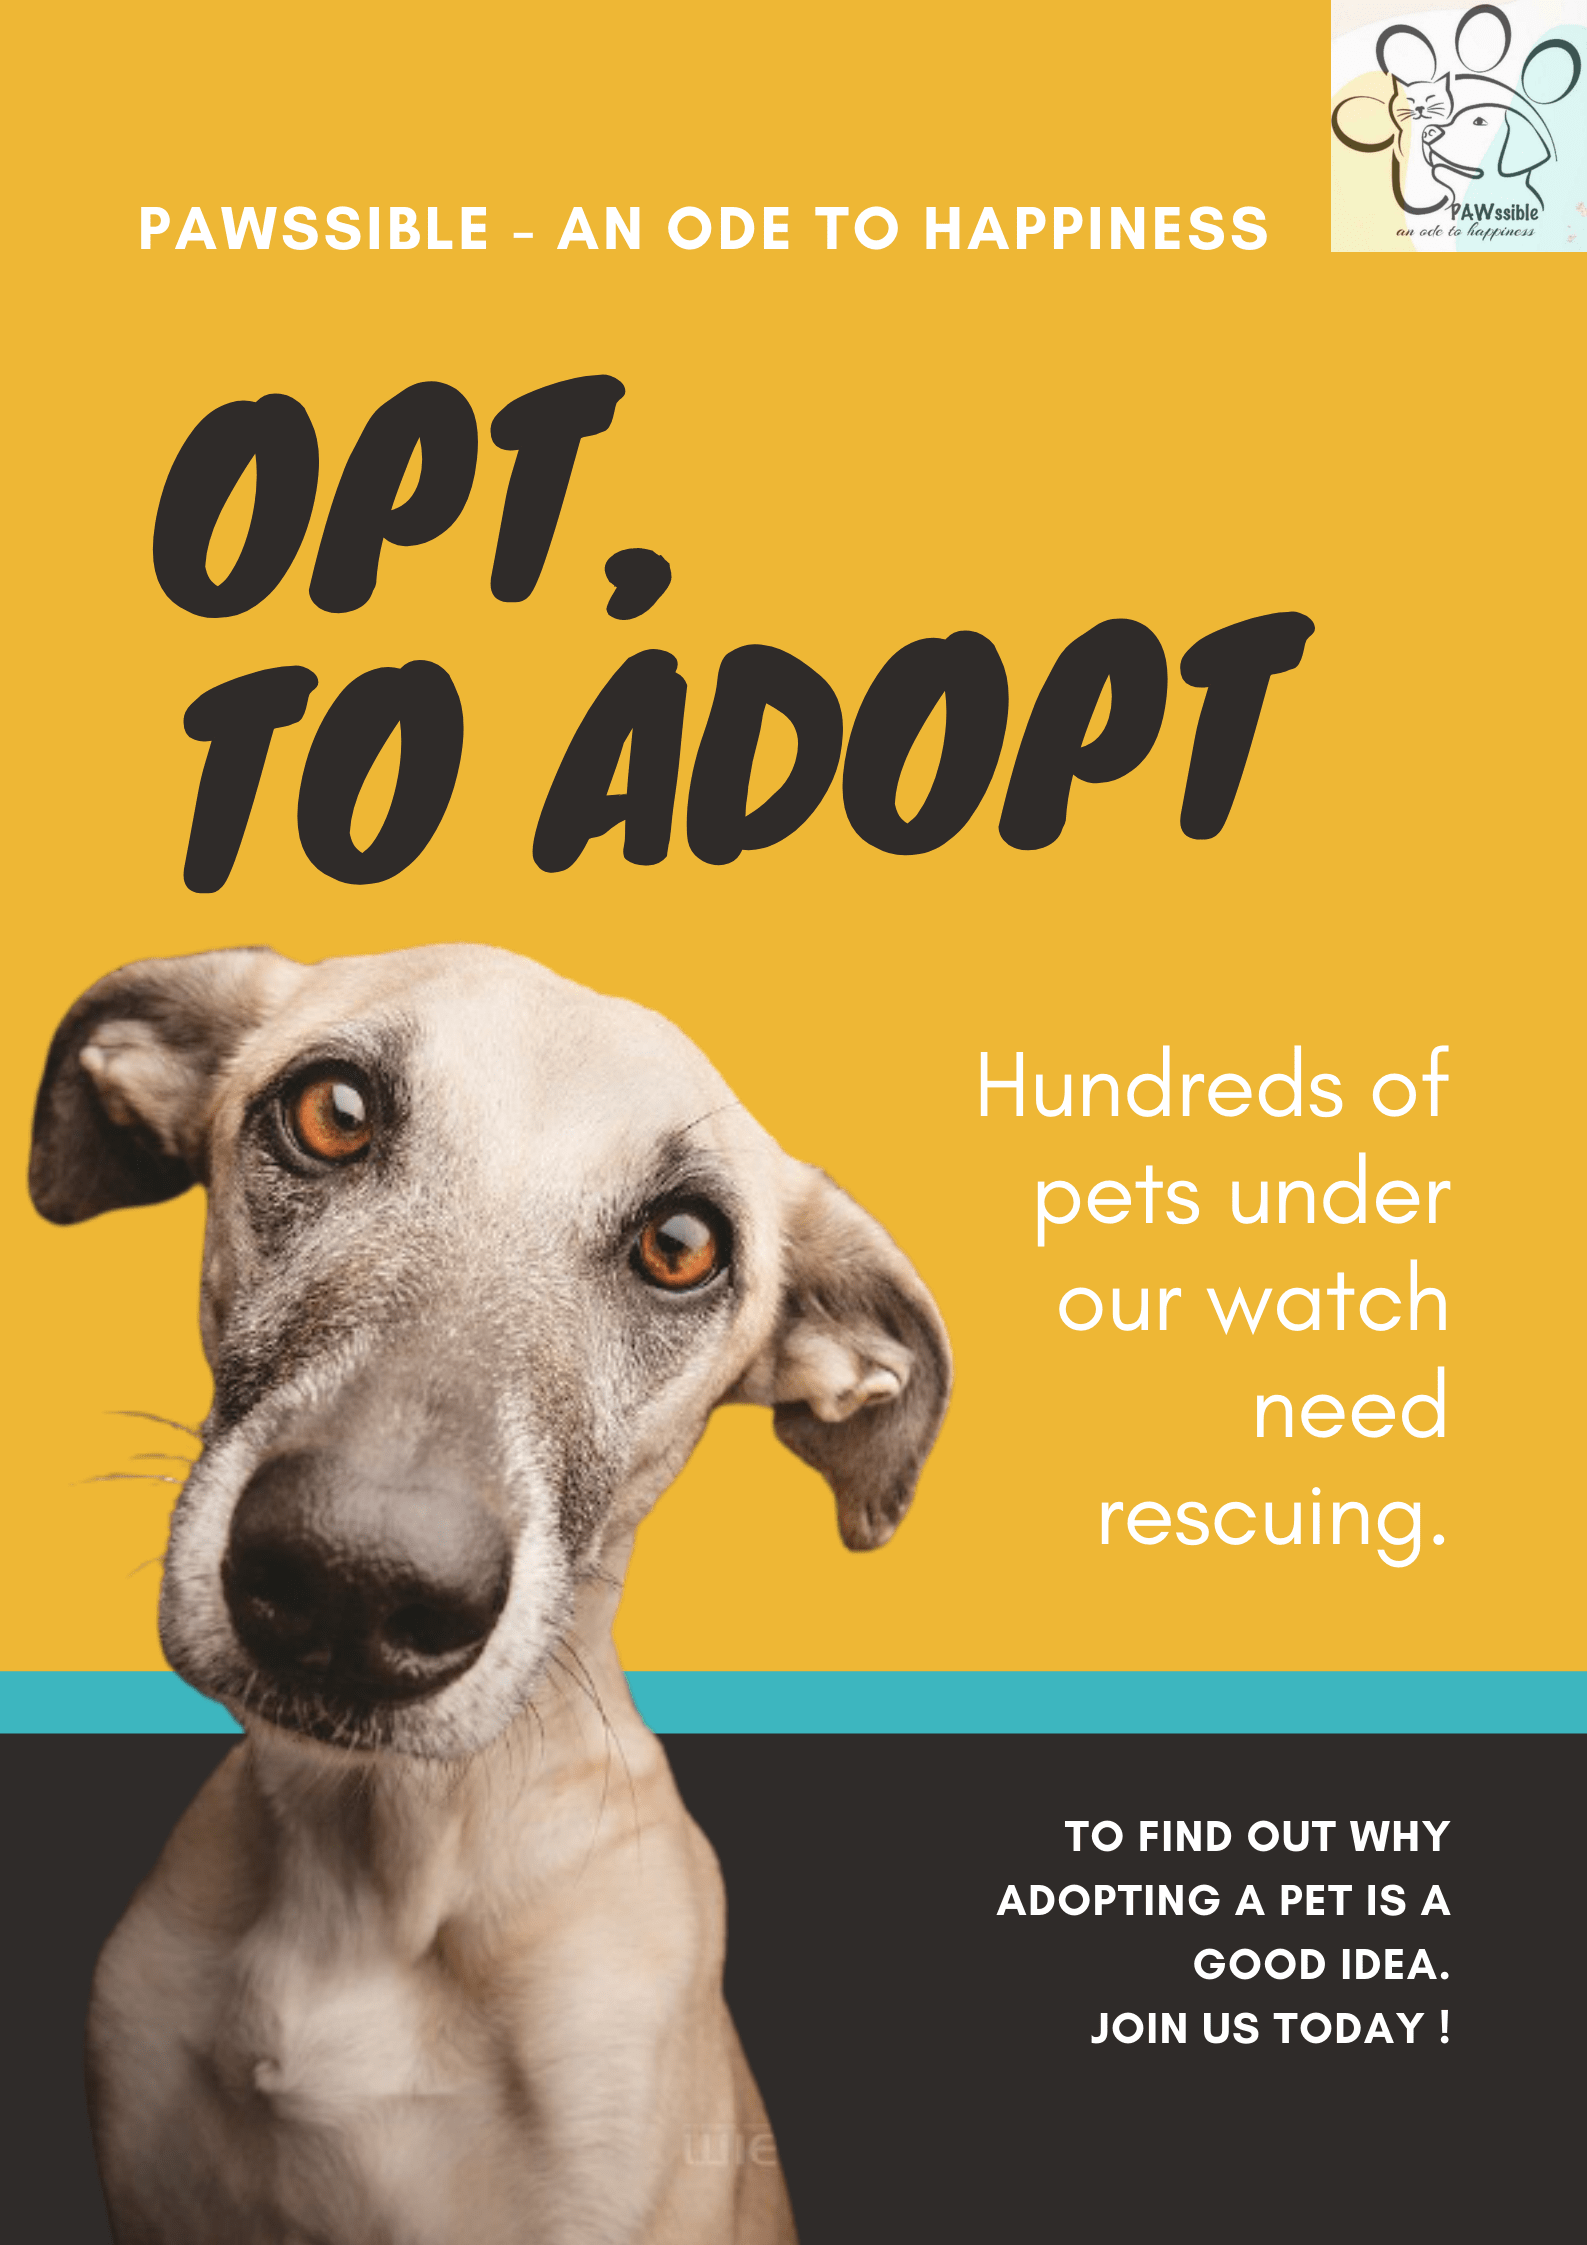 PAWssible
an ode to happiness
PAWSSIBLE - AN ODE TO HAPPINESS
OPT,
TO ADOPT
Hundreds of
pets under
our watch
need
rescuing.
TO FIND OUT WHY
ADOPTING A PET IS A
GOOD IDEA.
JOIN US TODAY !